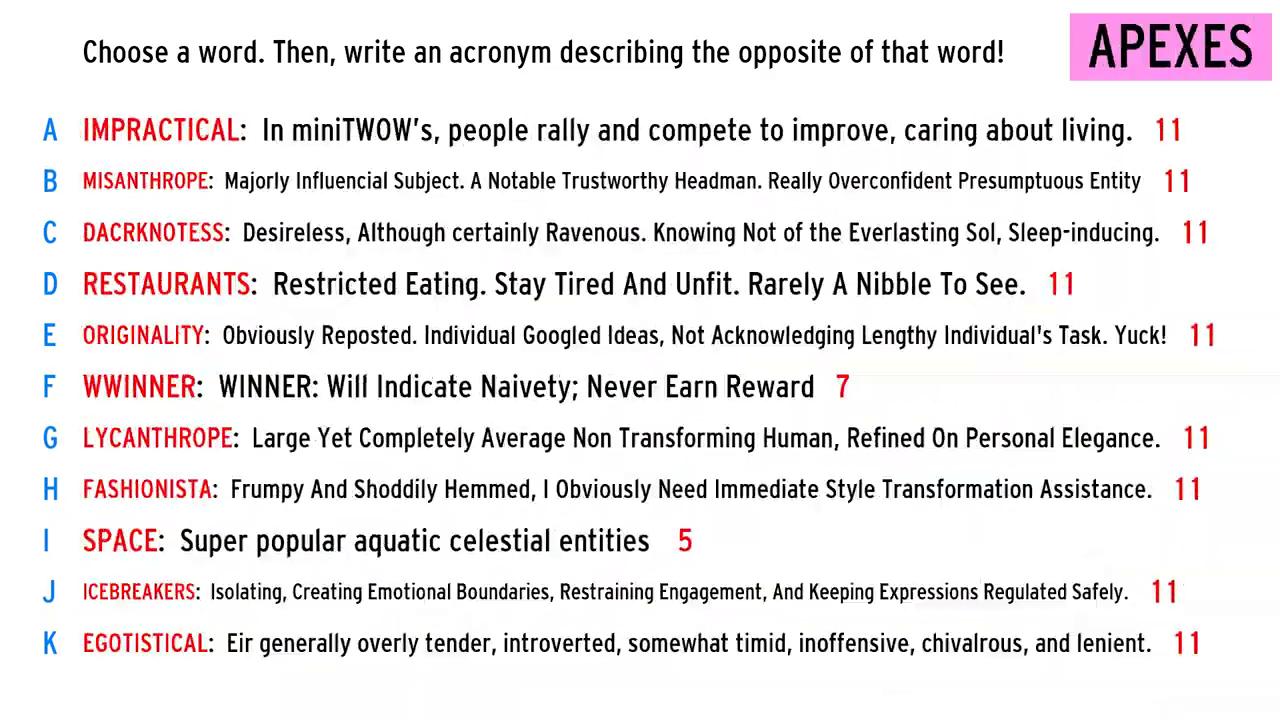 Choose a word. Then, write an acronym describing the opposite of that word!
APEXES
A IMPRACTICAL: In miniTWOW's, people rally and compete to improve, caring about living. 11
B MISANTHROPE: Majorly Influencial Subject. A Notable Trustworthy Headman. Really Overconfident Presumptuous Entity 11
C DACRKNOTESS: Desireless, Although certainly Ravenous. Knowing Not of the Everlasting Sol, Sleep-inducing. 11
D RESTAURANTS: Restricted Eating. Stay Tired And Unfit. Rarely A Nibble To See. 11
E ORIGINALITY: Obviously Reposted. Individual Googled Ideas, Not Acknowledging Lengthy Individual's Task. Yuck! 11
F WWINNER: WINNER: Will Indicate Naivety; Never Earn Reward 7
G LYCANTHROPE: Large Yet Completely Average Non Transforming Human, Refined On Personal Elegance. 11
H FASHIONISTA: Frumpy And Shoddily Hemmed, I Obviously Need Immediate Style Transformation Assistance. 11
I SPACE: Super popular aquatic celestial entities 5
J ICEBREAKERS: Isolating, Creating Emotional Boundaries, Restraining Engagement, And Keeping Expressions Regulated Safely. 11
K EGOTISTICAL: Eir generally overly tender, introverted, somewhat timid, inoffensive, chivalrous, and lenient. 11